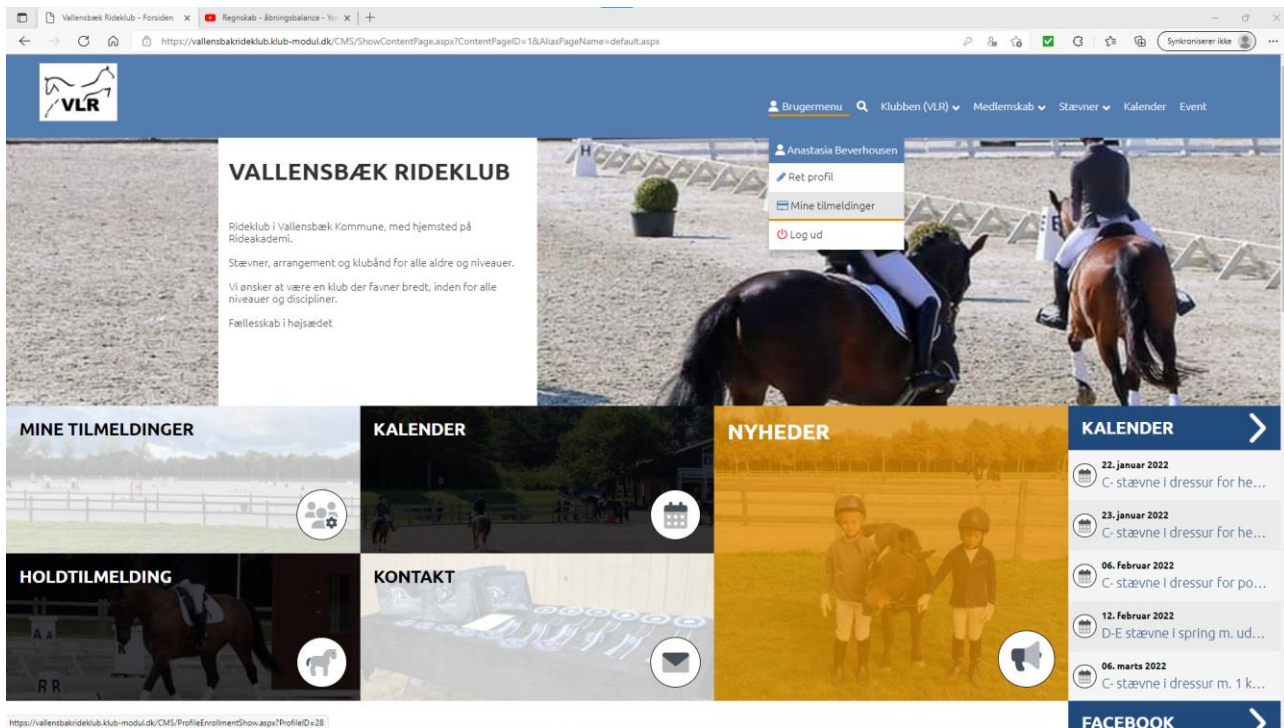 Vallensbæk Rideklub - Forsiden
Regnskab - åbningsbalance - Yo
https://vallensbakrideklub.klub-modul.dk/CMS/ShowContentPage.aspx?ContentPageID=1&AliasPageName=default.aspx
Synkroniserer ikke
VLR
Brugermenu
Klubben (VLR)
Medlemskab
Stævner
Kalender
Event
Anastasia Beverhousen
Ret profil
Mine tilmeldinger
Log ud
VALLENSBÆK RIDEKLUB
Rideklub i Vallensbæk Kommune, med hjemsted på
Rideakademi.
Stævner, arrangement og klubånd for alle aldre og niveauer.
Vi ønsker at være en klub der favner bredt, inden for alle
niveauer og discipliner.
Fællesskab i højsædet
H
E
MINE TILMELDINGER
KALENDER
NYHEDER
HOLDTILMELDING
A A
R R
KONTAKT
KALENDER
22. januar 2022
C- stævne i dressur for he...
23. januar 2022
C- stævne i dressur for he...
06. februar 2022
C- stævne i dressur for po...
12. februar 2022
D-E stævne i spring m. ud...
06. marts 2022
C- stævne i dressur m. 1 k...
FACEBOOK
https://vallensbakrideklub.klub-modul.dk/CMS/ProfileEnrollmentShow.aspx?ProfileID=28